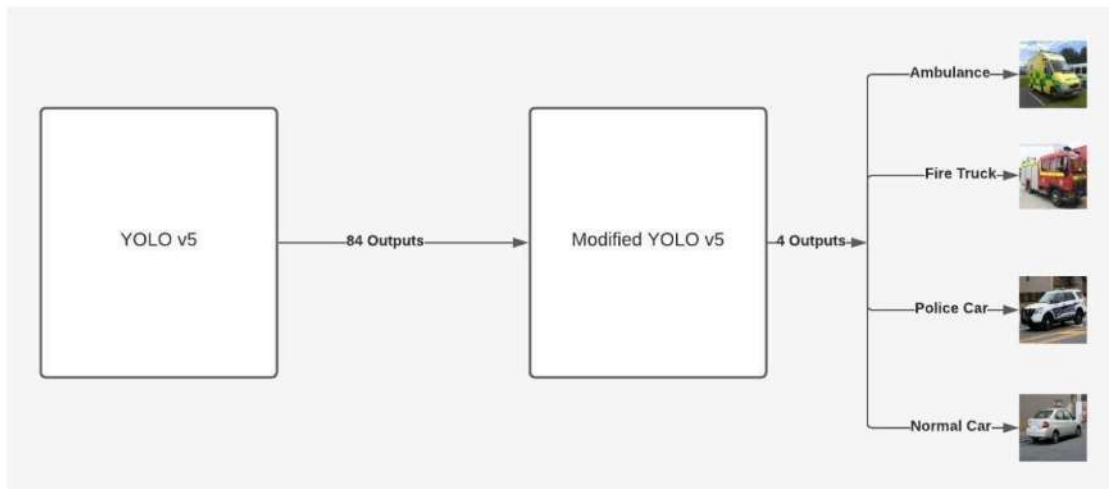 YOLO v5
84 Outputs
Modified YOLO v5
4 Outputs
Ambulance
Fire Truck
Police Car
Normal Car